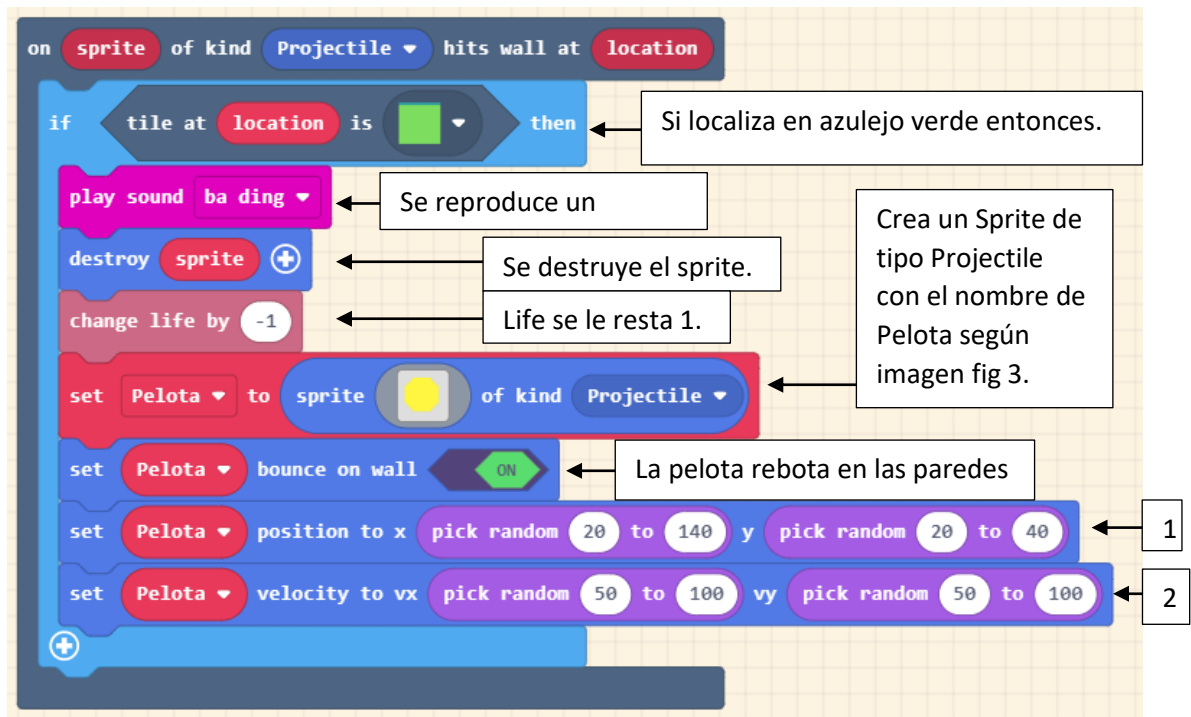 on sprite of kind Projectile hits wall at location
if tile at location is then
Si localiza en azulejo verde entonces.
play sound ba ding
Se reproduce un
destroy sprite
Se destruye el sprite.
change life by -1
Life se le resta 1.
Crea un Sprite de
tipo Projectile
con el nombre de
Pelota según
imagen fig 3.
set Pelota to sprite of kind Projectile
set Pelota bounce on wall ON
La pelota rebota en las paredes
set Pelota position to x pick random 20 to 140 y pick random 20 to 40
1
set Pelota velocity to vx pick random 50 to 100 vy pick random 50 to 100
2